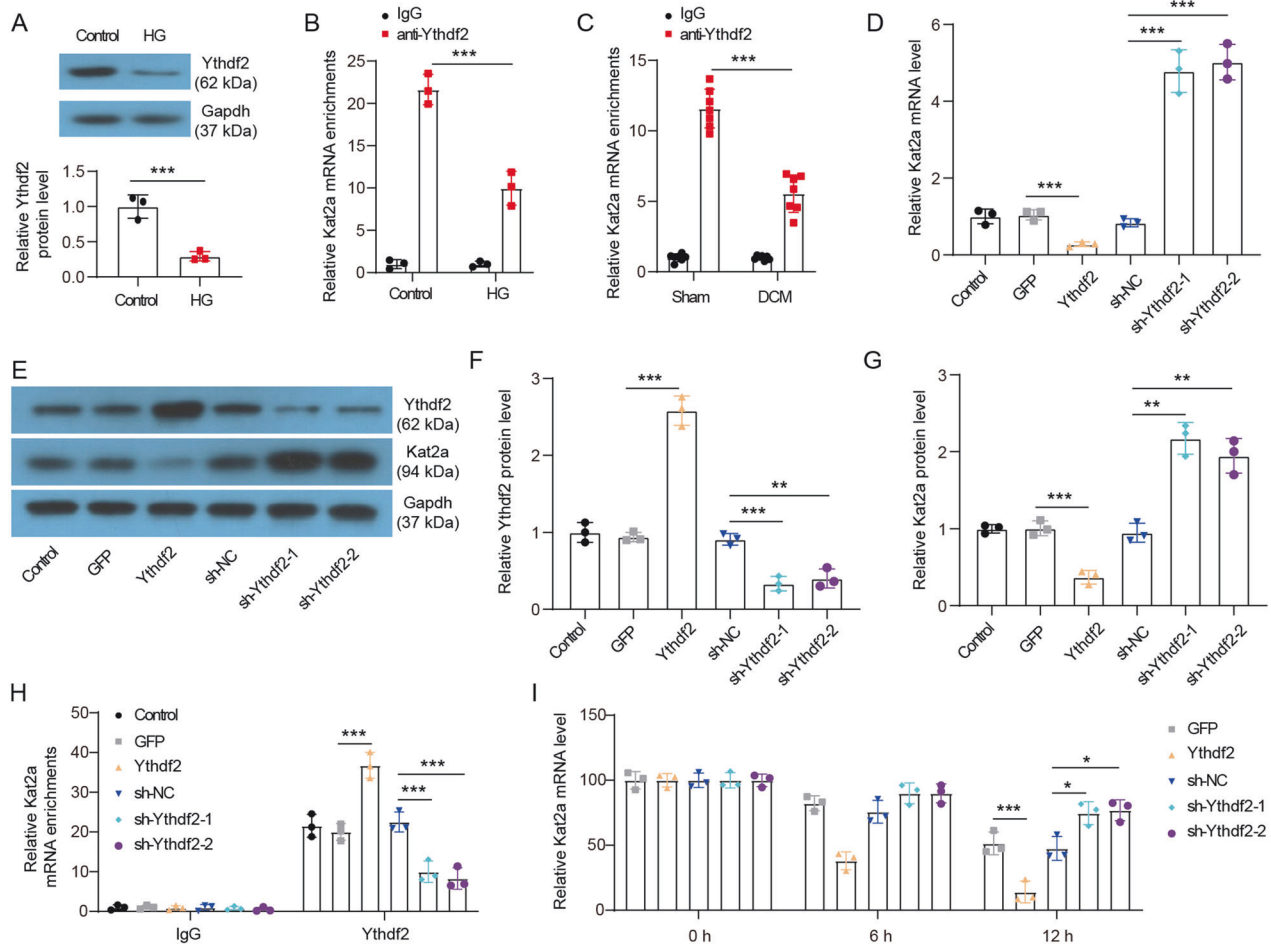 A
Control HG
Ythdf2
(62 kDa)
Gapdh
(37 kDa)
Relative Ythdf2
protein level
1.5
1.0
0.5
0.0
***
Control HG
B
IgG
anti-Ythdf2
Relative Kat2a mRNA enrichments
25
20
15
10
5
0
***
Control HG
C
IgG
anti-Ythdf2
Relative Kat2a mRNA enrichments
15
10
5
0
***
Sham DCM
D
Relative Kat2a mRNA level
6
4
2
0
***
***
***
Control GFP Ythdf2 sh-NC sh-Ythdf2-1 sh-Ythdf2-2
E
Ythdf2
(62 kDa)
Kat2a
(94 kDa)
Gapdh
(37 kDa)
Control GFP Ythdf2 sh-NC sh-Ythdf2-1 sh-Ythdf2-2
F
Relative Ythdf2 protein level
3
2
1
0
***
**
***
Control GFP Ythdf2 sh-NC sh-Ythdf2-1 sh-Ythdf2-2
G
Relative Kat2a protein level
3
2
1
0
**
**
***
Control GFP Ythdf2 sh-NC sh-Ythdf2-1 sh-Ythdf2-2
H
Relative Kat2a
mRNA enrichments
50
40
30
20
10
0
Control
GFP
Ythdf2
sh-NC
sh-Ythdf2-1
sh-Ythdf2-2
***
***
***
IgG Ythdf2
I
Relative Kat2a mRNA level
150
100
50
0
***
*
*
0 h 6 h 12 h
GFP
Ythdf2
sh-NC
sh-Ythdf2-1
sh-Ythdf2-2